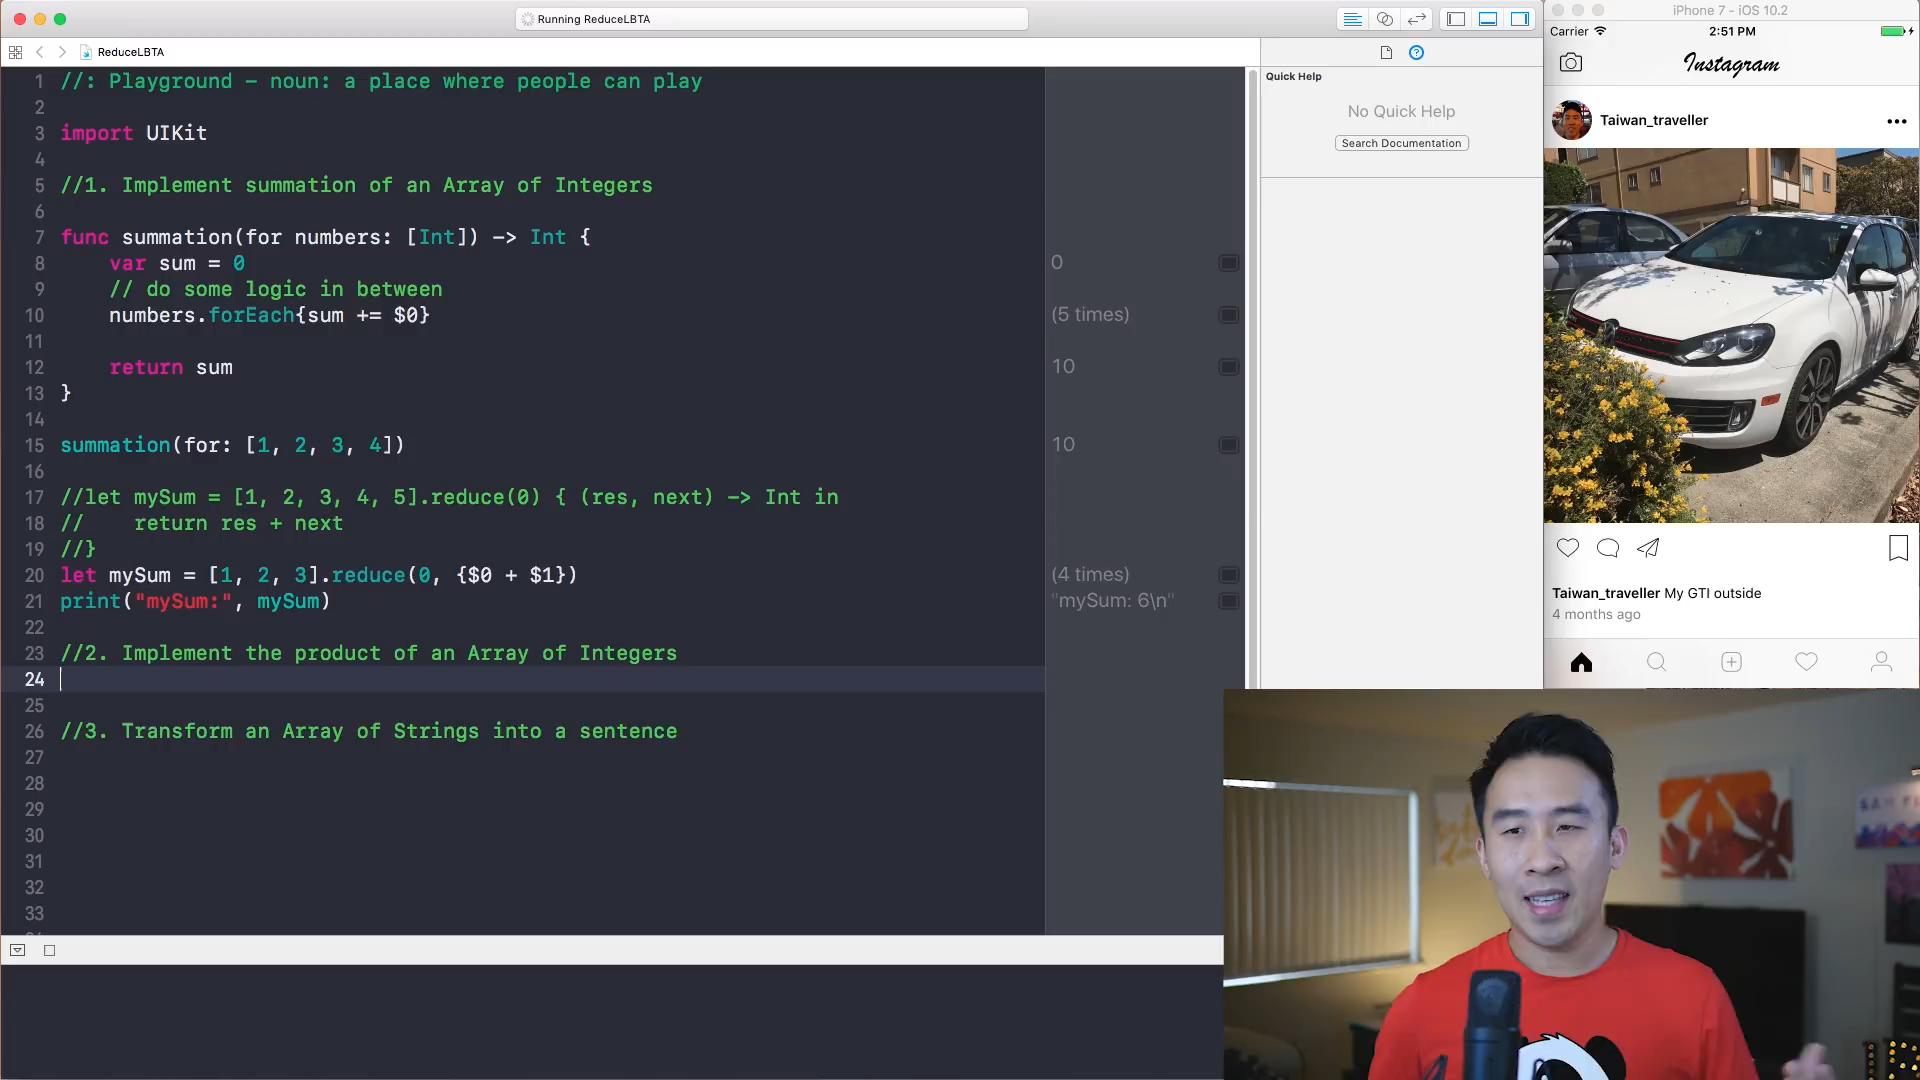 Running ReduceLBTA
ReduceLBTA
1 //: Playground - noun: a place where people can play
2
3 import UIKit
4
5 //1. Implement summation of an Array of Integers
6
7 func summation(for numbers: [Int]) -> Int {
8 var sum = 0
9 // do some logic in between
10 numbers.forEach{sum += $0}
11
12 return sum
13 }
14
15 summation(for: [1, 2, 3, 4])
16
17 //let mySum = [1, 2, 3, 4, 5].reduce(0) { (res, next) -> Int in
18 // return res + next
19 //}
20 let mySum = [1, 2, 3].reduce(0, {$0 + $1})
21 print("mySum:", mySum)
22
23 //2. Implement the product of an Array of Integers
24
25
26 //3. Transform an Array of Strings into a sentence
27
28
29
30
31
32
33
0
(5 times)
10
10
(4 times)
"mySum: 6\n"
Quick Help
No Quick Help
Search Documentation
iPhone 7 - iOS 10.2
Carrier
2:51 PM
Instagram
Taiwan_traveller
•••
Taiwan_traveller My GTI outside
4 months ago